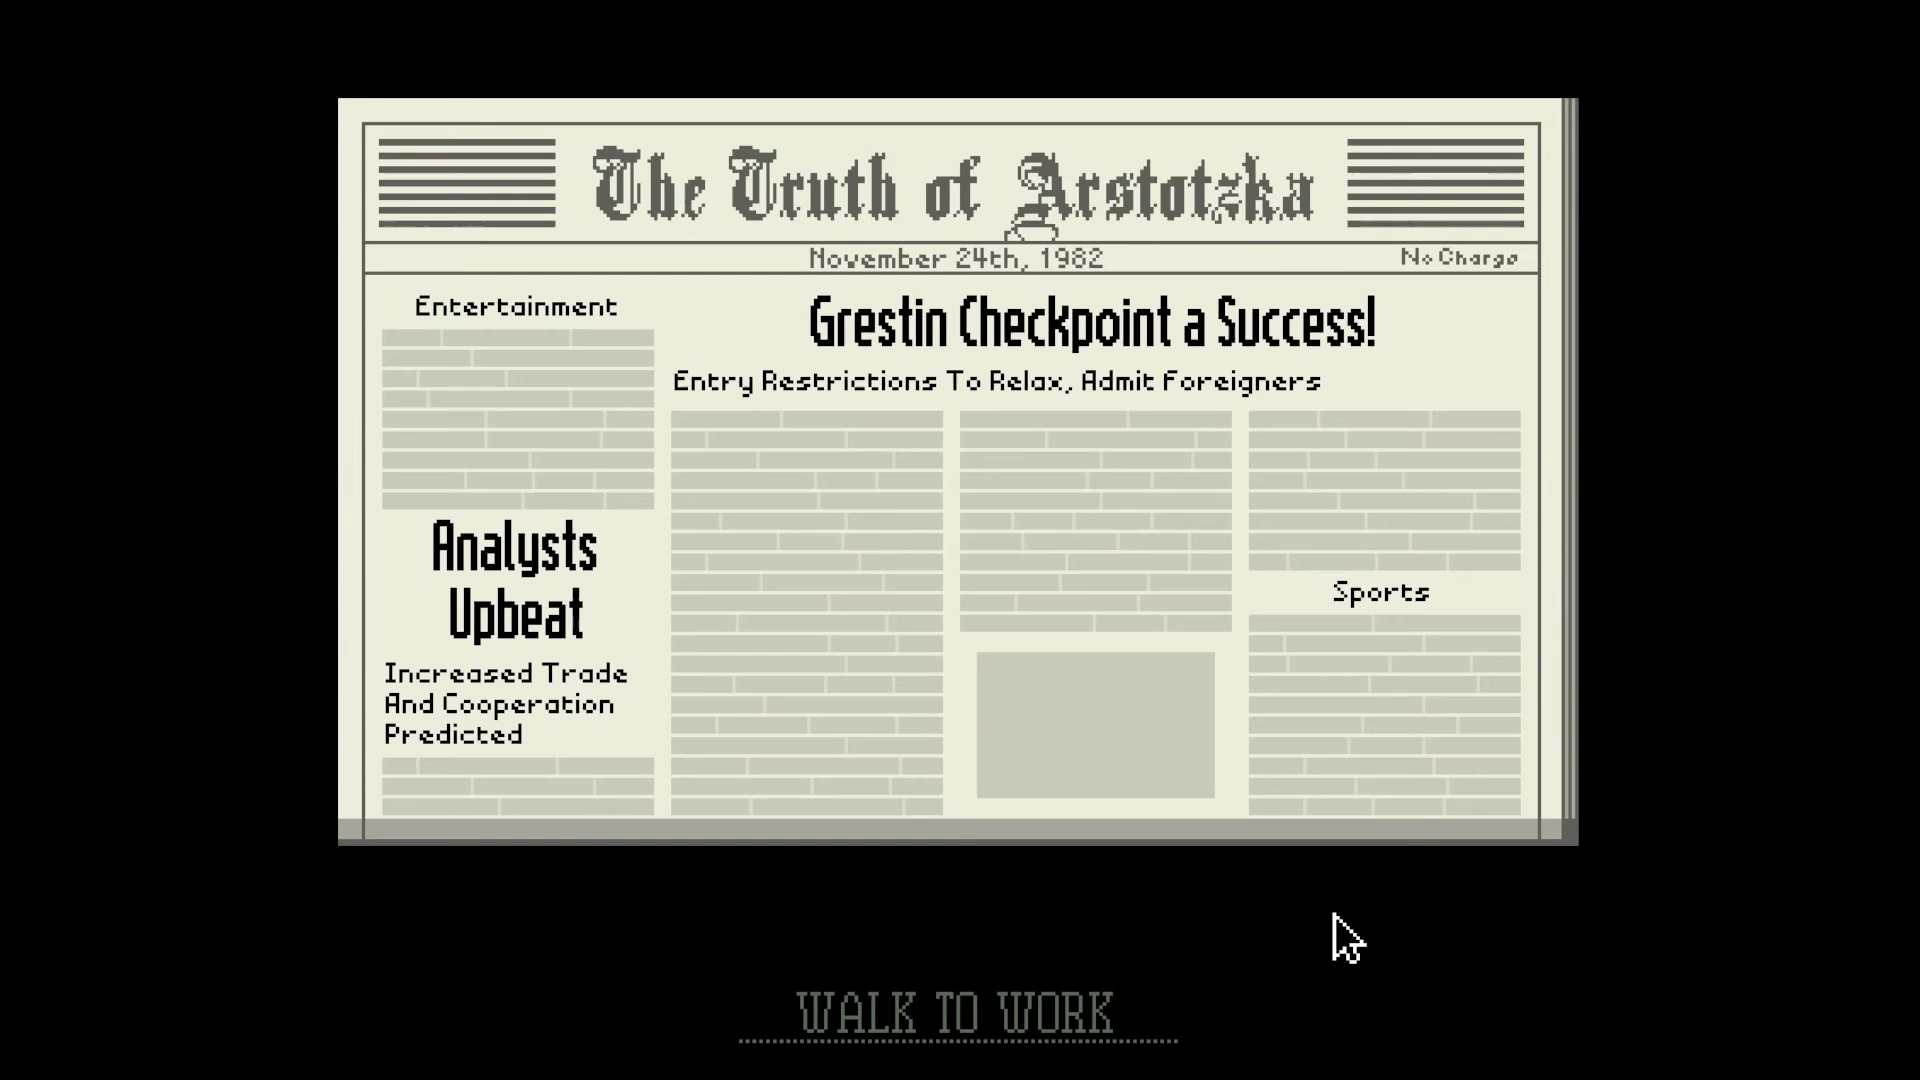 The Truth of Arstotzka
November 24th, 1982
No Charge
Entertainment
Analysts
Upbeat
Increased Trade
And Cooperation
Predicted
Grestin Checkpoint a Success!
Entry Restrictions To Relax, Admit Foreigners
Sports
WALK TO WORK